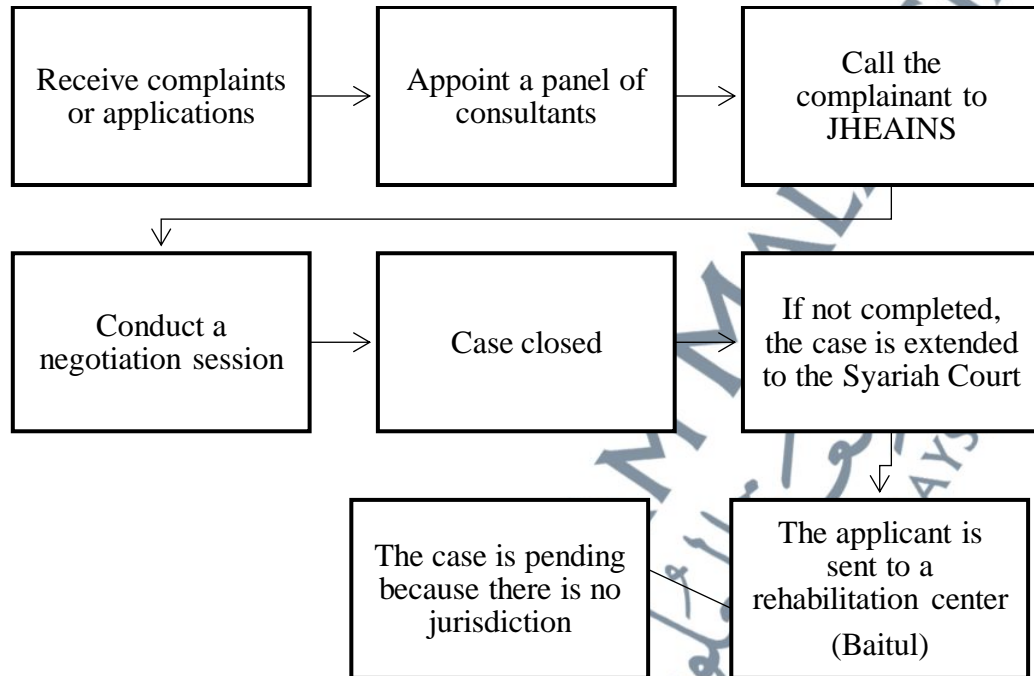 Receive complaints
or applications
Appoint a panel of
consultants
Call the
complainant to
JHEAINS
Conduct a
negotiation session
Case closed
If not completed,
the case is extended
to the Syariah Court
The case is pending
because there is no
jurisdiction
The applicant is
sent to a
rehabilitation center
(Baitul)